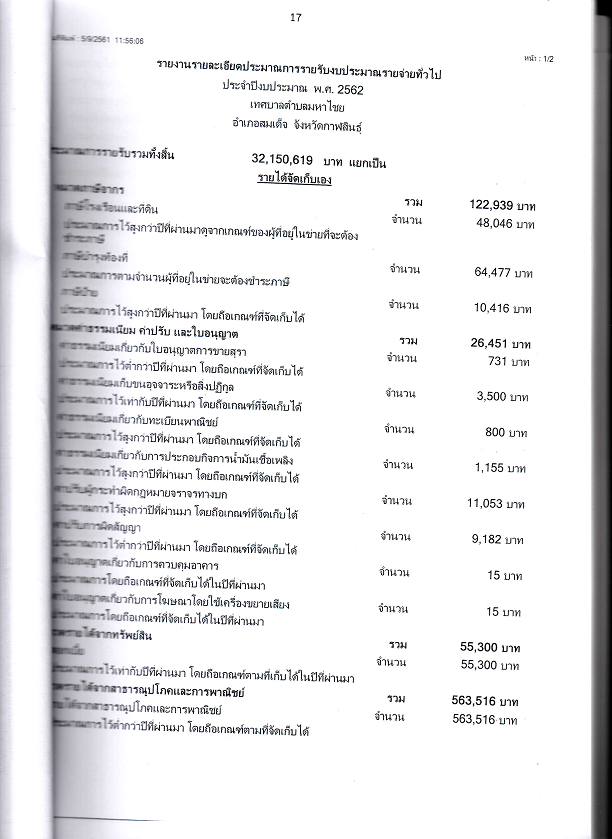 17
5/9/2561 11:56:06
หน้า : 1/2
รายงานรายละเอียดประมาณการรายรับงบประมาณรายจ่ายทั่วไป
ประจำปีงบประมาณ พ.ศ. 2562
เทศบาลตำบลมหาไชย
อำเภอสมเด็จ จังหวัดกาฬสินธุ์
ประมาณการรายรับรวมทั้งสิ้น 32,150,619 บาท แยกเป็น
รายได้จัดเก็บเอง
หมวดภาษีอากร รวม 122,939 บาท
ภาษีโรงเรือนและที่ดิน จำนวน 48,046 บาท
ประมาณการไว้สูงกว่าปีที่ผ่านมาดูจากเกณฑ์ของผู้ที่อยู่ในข่ายที่จะต้อง
ชำระภาษี
ภาษีบำรุงท้องที่ จำนวน 64,477 บาท
ประมาณการตามจำนวนผู้ที่อยู่ในข่ายจะต้องชำระภาษี
ภาษีป้าย จำนวน 10,416 บาท
ประมาณการไว้สูงกว่าปีที่ผ่านมา โดยถือเกณฑ์ที่จัดเก็บได้
หมวดค่าธรรมเนียม ค่าปรับ และใบอนุญาต รวม 26,451 บาท
ค่าธรรมเนียมเกี่ยวกับใบอนุญาตการขายสุรา จำนวน 731 บาท
ประมาณการไว้ต่ำกว่าปีที่ผ่านมา โดยถือเกณฑ์ที่จัดเก็บได้
ค่าธรรมเนียมเก็บขนอุจจาระหรือสิ่งปฏิกูล จำนวน 3,500 บาท
ประมาณการไว้เท่ากับปีที่ผ่านมา โดยถือเกณฑ์ที่จัดเก็บได้
ค่าธรรมเนียมเกี่ยวกับทะเบียนพาณิชย์ จำนวน 800 บาท
ประมาณการไว้สูงกว่าปีที่ผ่านมา โดยถือเกณฑ์ที่จัดเก็บได้
ค่าธรรมเนียมเกี่ยวกับการประกอบกิจการน้ำมันเชื้อเพลิง จำนวน 1,155 บาท
ประมาณการไว้สูงกว่าปีที่ผ่านมา โดยถือเกณฑ์ที่จัดเก็บได้
ค่าปรับผู้กระทำผิดกฎหมายจราจรทางบก จำนวน 11,053 บาท
ประมาณการไว้สูงกว่าปีที่ผ่านมา โดยถือเกณฑ์ที่จัดเก็บได้
ค่าปรับการผิดสัญญา จำนวน 9,182 บาท
ประมาณการไว้ต่ำกว่าปีที่ผ่านมา โดยถือเกณฑ์ที่จัดเก็บได้
ค่าใบอนุญาตเกี่ยวกับการควบคุมอาคาร จำนวน 15 บาท
ประมาณการโดยถือเกณฑ์ที่จัดเก็บได้ในปีที่ผ่านมา
ค่าใบอนุญาตเกี่ยวกับการโฆษณาโดยใช้เครื่องขยายเสียง จำนวน 15 บาท
ประมาณการโดยถือเกณฑ์ที่จัดเก็บได้ในปีที่ผ่านมา
หมวดรายได้จากทรัพย์สิน รวม 55,300 บาท
ดอกเบี้ย จำนวน 55,300 บาท
ประมาณการไว้เท่ากับปีที่ผ่านมา โดยถือเกณฑ์ตามที่เก็บได้ในปีที่ผ่านมา
หมวดรายได้จากสาธารณูปโภคและการพาณิชย์ รวม 563,516 บาท
รายได้จากสาธารณูปโภคและการพาณิชย์ จำนวน 563,516 บาท
ประมาณการไว้ต่ำกว่าปีที่ผ่านมา โดยถือเกณฑ์ตามที่จัดเก็บได้